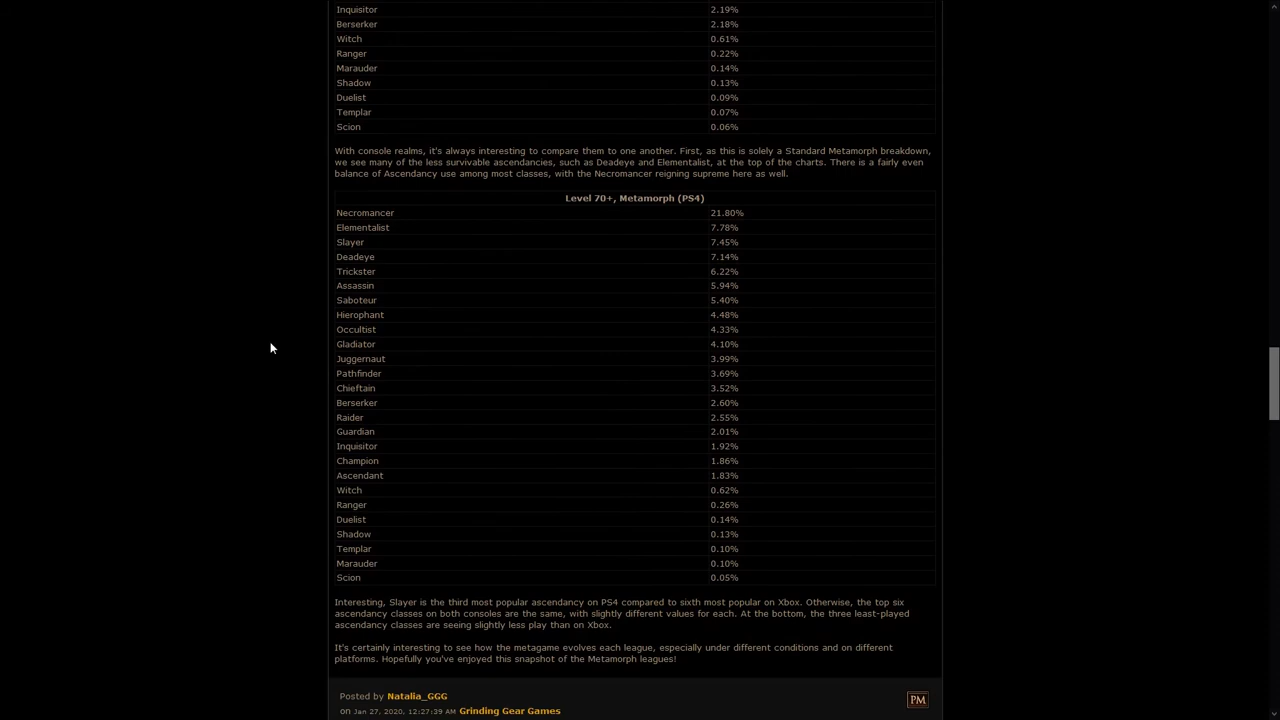 Inquisitor 2.19%
Berserker 2.18%
Witch 0.61%
Ranger 0.22%
Marauder 0.14%
Shadow 0.13%
Duelist 0.09%
Templar 0.07%
Scion 0.06%
With console realms, it's always interesting to compare them to one another. First, as this is solely a Standard Metamorph breakdown,
we see many of the less survivable ascendancies, such as Deadeye and Elementalist, at the top of the charts. There is a fairly even
balance of Ascendancy use among most classes, with the Necromancer reigning supreme here as well.
Level 70+, Metamorph (PS4)
Necromancer 21.80%
Elementalist 7.78%
Slayer 7.45%
Deadeye 7.14%
Trickster 6.22%
Assassin 5.94%
Saboteur 5.40%
Hierophant 4.48%
Occultist 4.33%
Gladiator 4.10%
Juggernaut 3.99%
Pathfinder 3.69%
Chieftain 3.52%
Berserker 2.60%
Raider 2.55%
Guardian 2.01%
Inquisitor 1.92%
Champion 1.86%
Ascendant 1.83%
Witch 0.62%
Ranger 0.26%
Duelist 0.14%
Shadow 0.13%
Templar 0.10%
Marauder 0.10%
Scion 0.05%
Interesting, Slayer is the third most popular ascendancy on PS4 compared to sixth most popular on Xbox. Otherwise, the top six
ascendancy classes on both consoles are the same, with slightly different values for each. At the bottom, the three least-played
ascendancy classes are seeing slightly less play than on Xbox.
It's certainly interesting to see how the metagame evolves each league, especially under different conditions and on different
platforms. Hopefully you've enjoyed this snapshot of the Metamorph leagues!
Posted by Natalia_GGG
PM
on Jan 27, 2020, 12:27:39 AM Grinding Gear Games